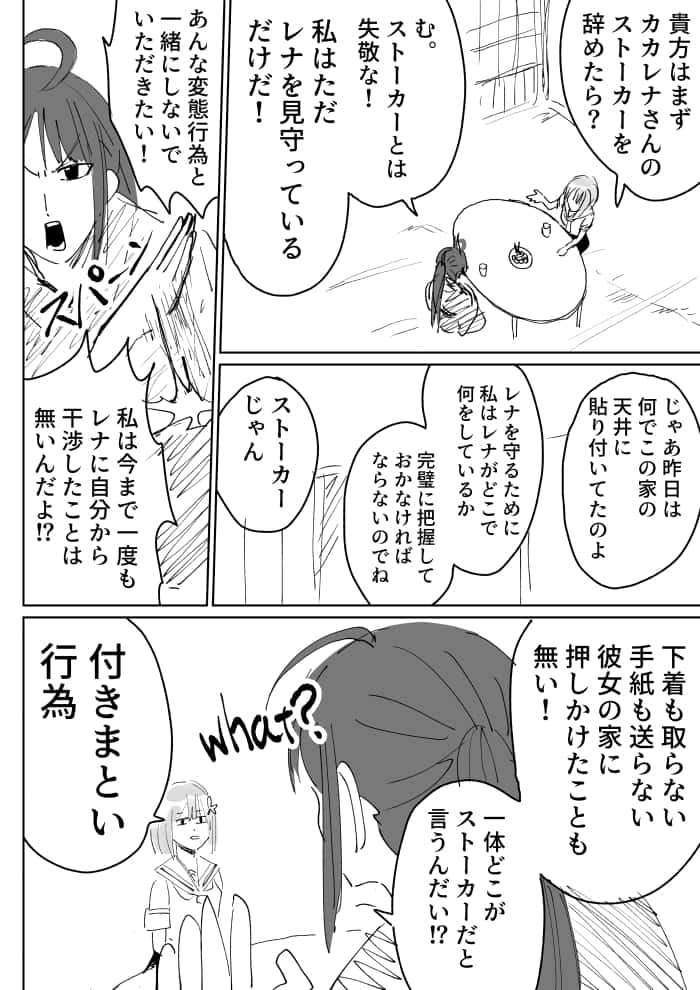 貴方はまず
カカレナさんの
ストーカーを
辞めたら？
む。
ストーカーとは
失敬な！
私はただ
レナを見守っている
だけだ！
あんな変態行為と
一緒にしないで
いただきたい！
スパン
じゃあ昨日は
何でこの家の
天井に
貼り付いてたのよ
レナを守るために
私はレナがどこで
何をしているか
完璧に把握して
おかなければ
ならないのでね
ストーカー
じゃん
私は今まで一度も
レナに自分から
干渉したことは
無いんだよ!?
下着も取らない
手紙も送らない
彼女の家に
押しかけたことも
無い！
一体どこが
ストーカーだと
言うんだい!?
what?
付きまとい
行為